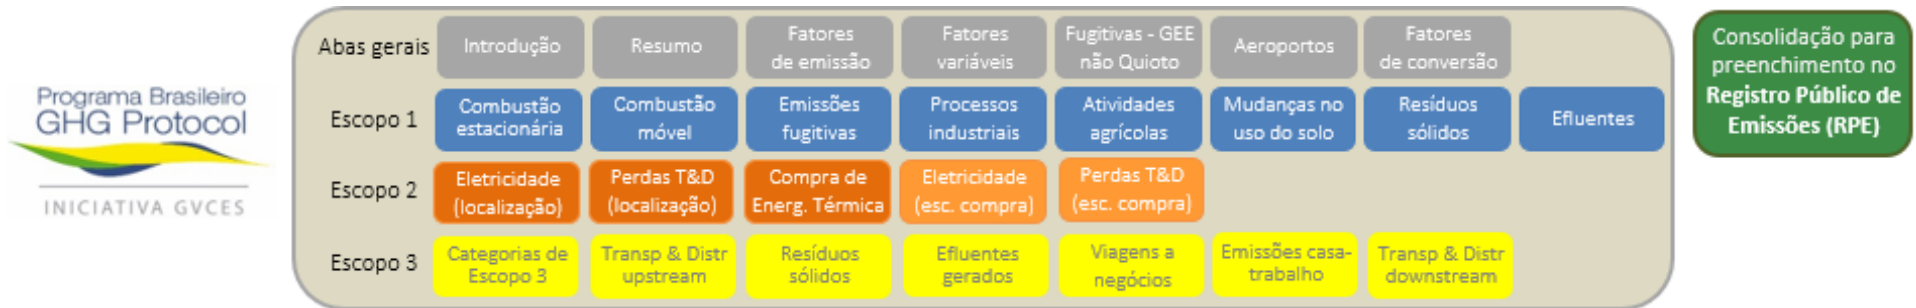 Programa Brasileiro
GHG Protocol
INICIATIVA GVCES
Abas gerais
Introdução
Resumo
Fatores
de emissão
Fatores
variáveis
Fugitivas - GEE
não Quioto
Aeroportos
Fatores
de conversão
Escopo 1
Combustão
estacionária
Combustão
móvel
Emissões
fugitivas
Processos
industriais
Atividades
agrícolas
Mudanças no
uso do solo
Resíduos
sólidos
Efluentes
Escopo 2
Eletricidade
(localização)
Perdas T&D
(localização)
Compra de
Energ. Térmica
Eletricidade
(esc. compra)
Perdas T&D
(esc. compra)
Escopo 3
Categorias de
Escopo 3
Transp & Distr
upstream
Resíduos
sólidos
Efluentes
gerados
Viagens a
negócios
Emissões casa-
trabalho
Transp & Distr
downstream
Consolidação para
preenchimento no
Registro Público de
Emissões (RPE)